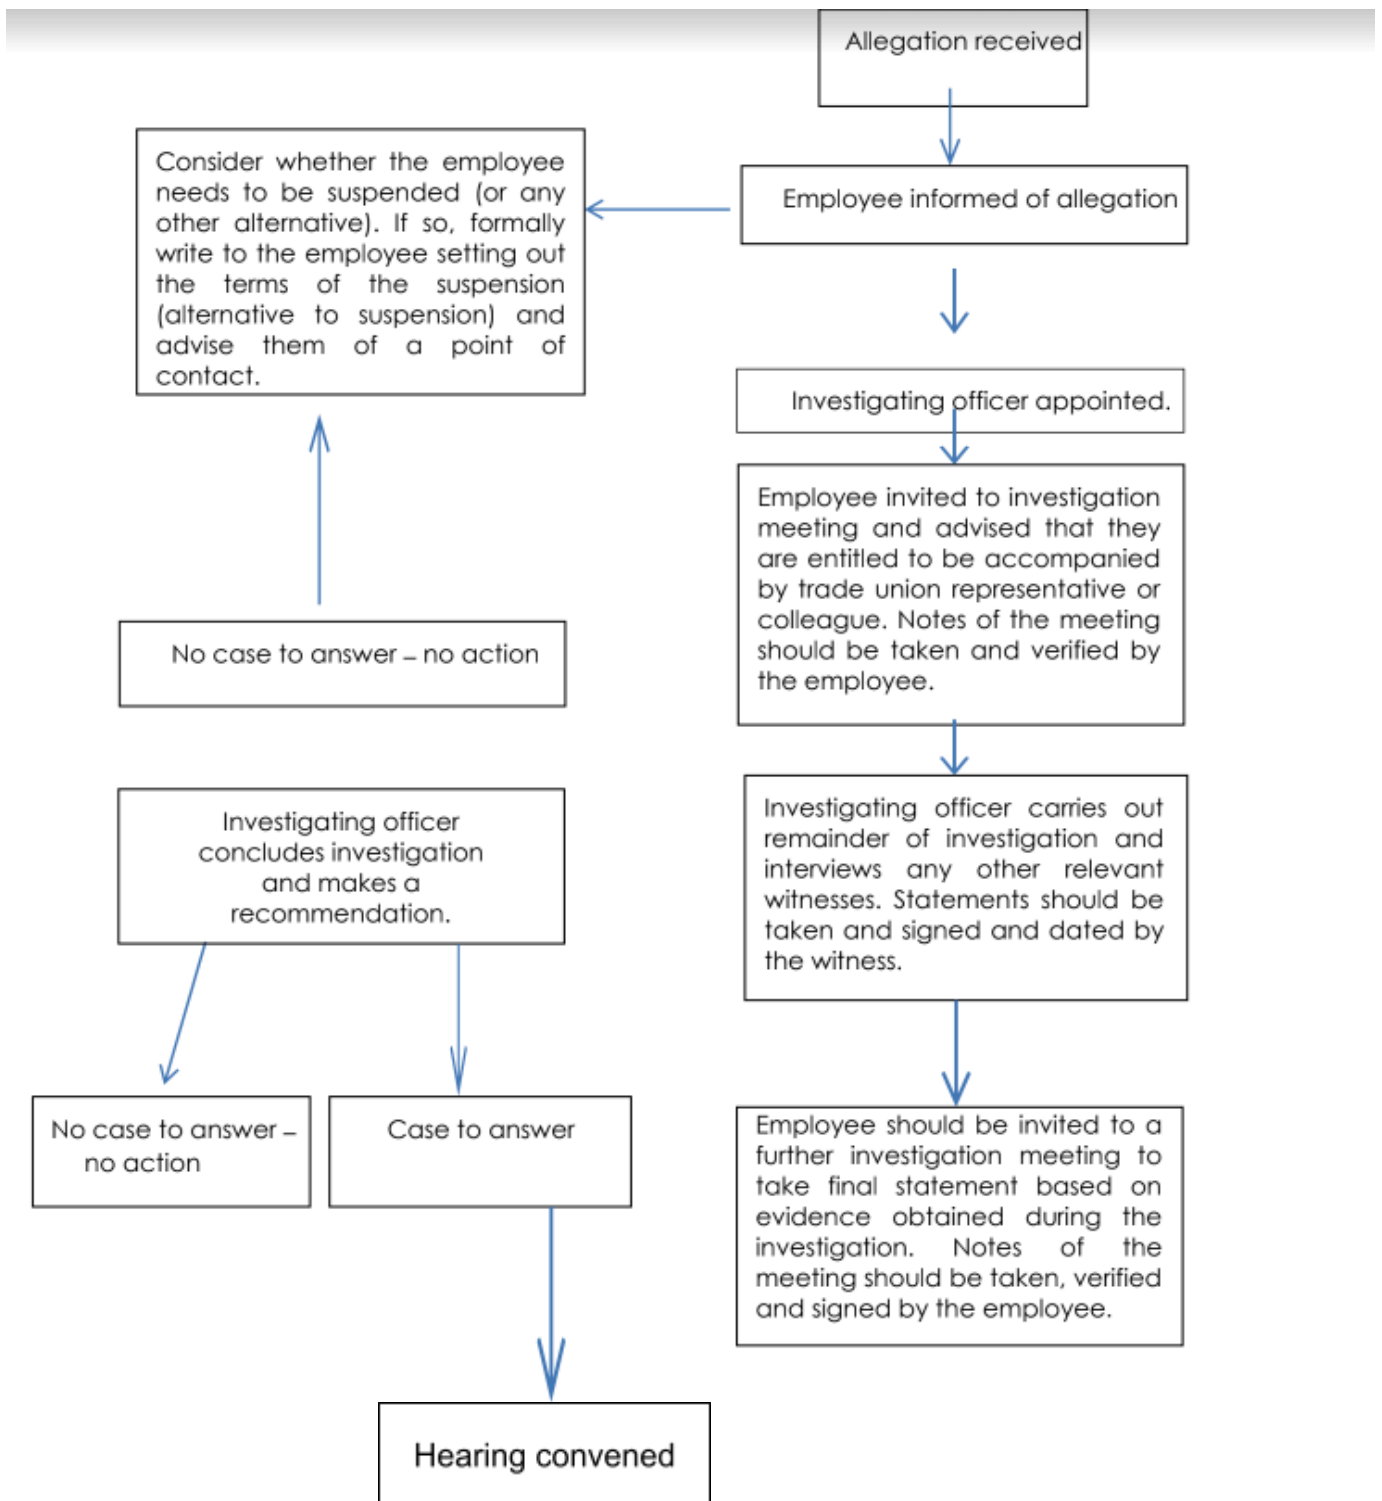 Allegation received
Employee informed of allegation
Consider whether the employee
needs to be suspended (or any
other alternative). If so, formally
write to the employee setting out
the terms of the suspension
(alternative to suspension) and
advise them of a point of
contact.
Investigating officer appointed.
Employee invited to investigation
meeting and advised that they
are entitled to be accompanied
by trade union representative or
colleague. Notes of the meeting
should be taken and verified by
the employee.
No case to answer – no action
Investigating officer carries out
remainder of investigation and
interviews any other relevant
witnesses. Statements should be
taken and signed and dated by
the witness.
Investigating officer
concludes investigation
and makes a
recommendation.
No case to answer –
no action
Case to answer
Employee should be invited to a
further investigation meeting to
take final statement based on
evidence obtained during the
investigation. Notes of the
meeting should be taken, verified
and signed by the employee.
Hearing convened